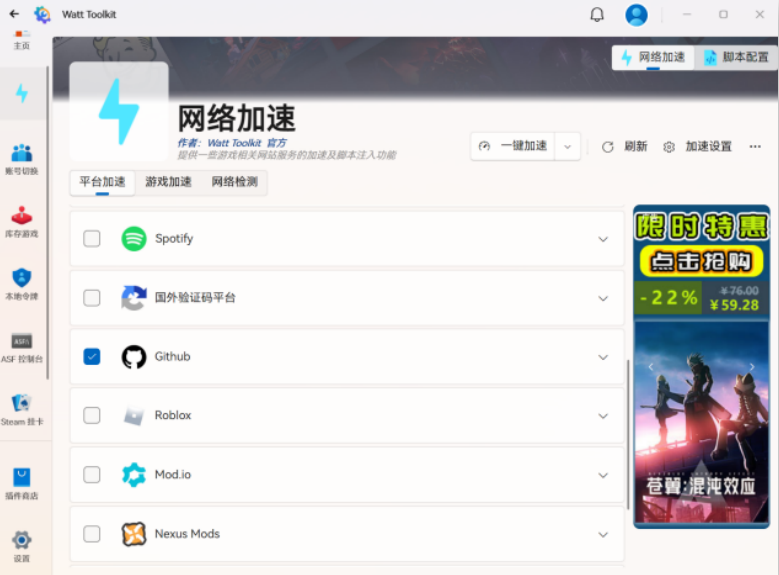 Watt Toolkit
主页
网络加速
脚本配置
网络加速
作者: Watt Toolkit 官方
提供一些游戏相关网站服务的加速及脚本注入功能
一键加速
刷新
加速设置
平台加速
游戏加速
网络检测
账号切换
库存游戏
本地令牌
ASF 控制台
Steam 挂卡
插件商店
设置
Spotify
国外验证码平台
Github
Roblox
Mod.io
Nexus Mods
限时特惠
点击抢购
-22%
¥76.00
¥59.28
苍翼:混沌效应